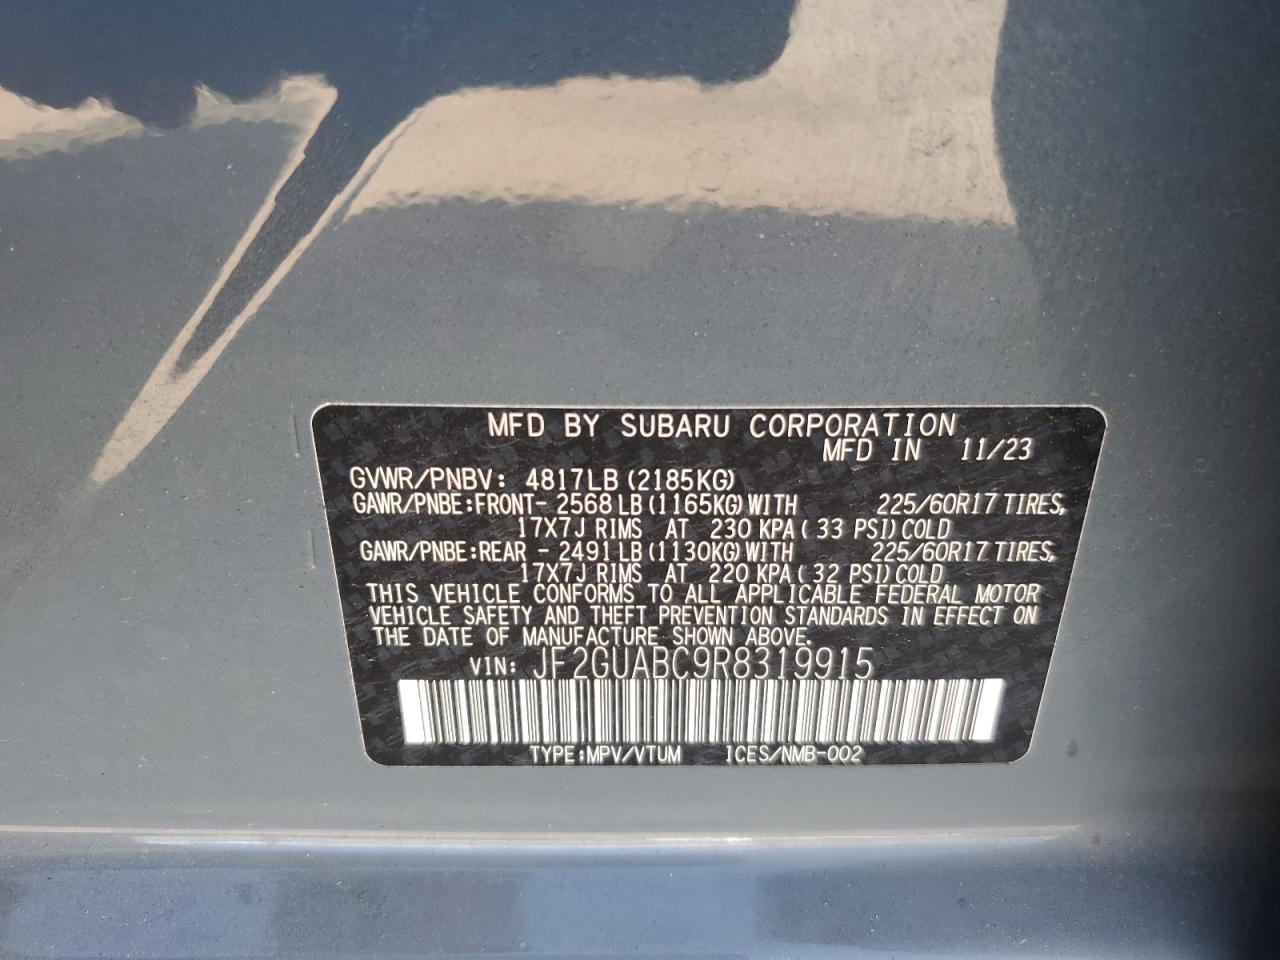 MFD BY SUBARU CORPORATION
MFD IN 11/23
GVWR/PNBV: 4817LB (2185KG)
GAWR/PNBE:FRONT- 2568 LB (1165KG) WITH 225/60R17 TIRES,
17X7J RIMS AT 230 KPA ( 33 PSI) COLD
GAWR/PNBE:REAR - 2491 LB (1130KG) WITH 225/60R17 TIRES,
17X7J RIMS AT 220 KPA ( 32 PSI) COLD
THIS VEHICLE CONFORMS TO ALL APPLICABLE FEDERAL MOTOR
VEHICLE SAFETY AND THEFT PREVENTION STANDARDS IN EFFECT ON
THE DATE OF MANUFACTURE SHOWN ABOVE.
VIN: JF2GUABC9R8319915
TYPE:MPV/VTUM ICES/NMB-002